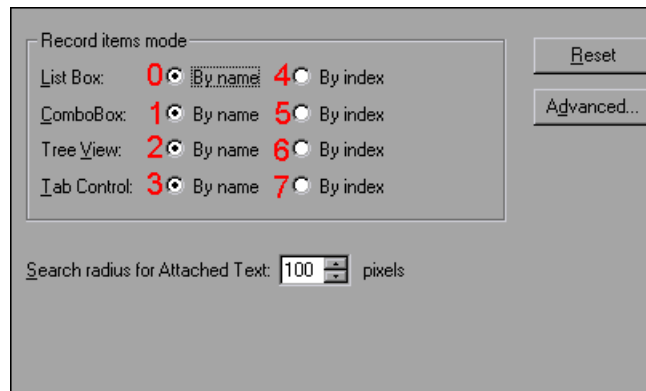 Record items mode
List Box: 0 By name 4 By index
ComboBox: 1 By name 5 By index
Tree View: 2 By name 6 By index
Tab Control: 3 By name 7 By index
Reset
Advanced...
Search radius for Attached Text: 100 pixels